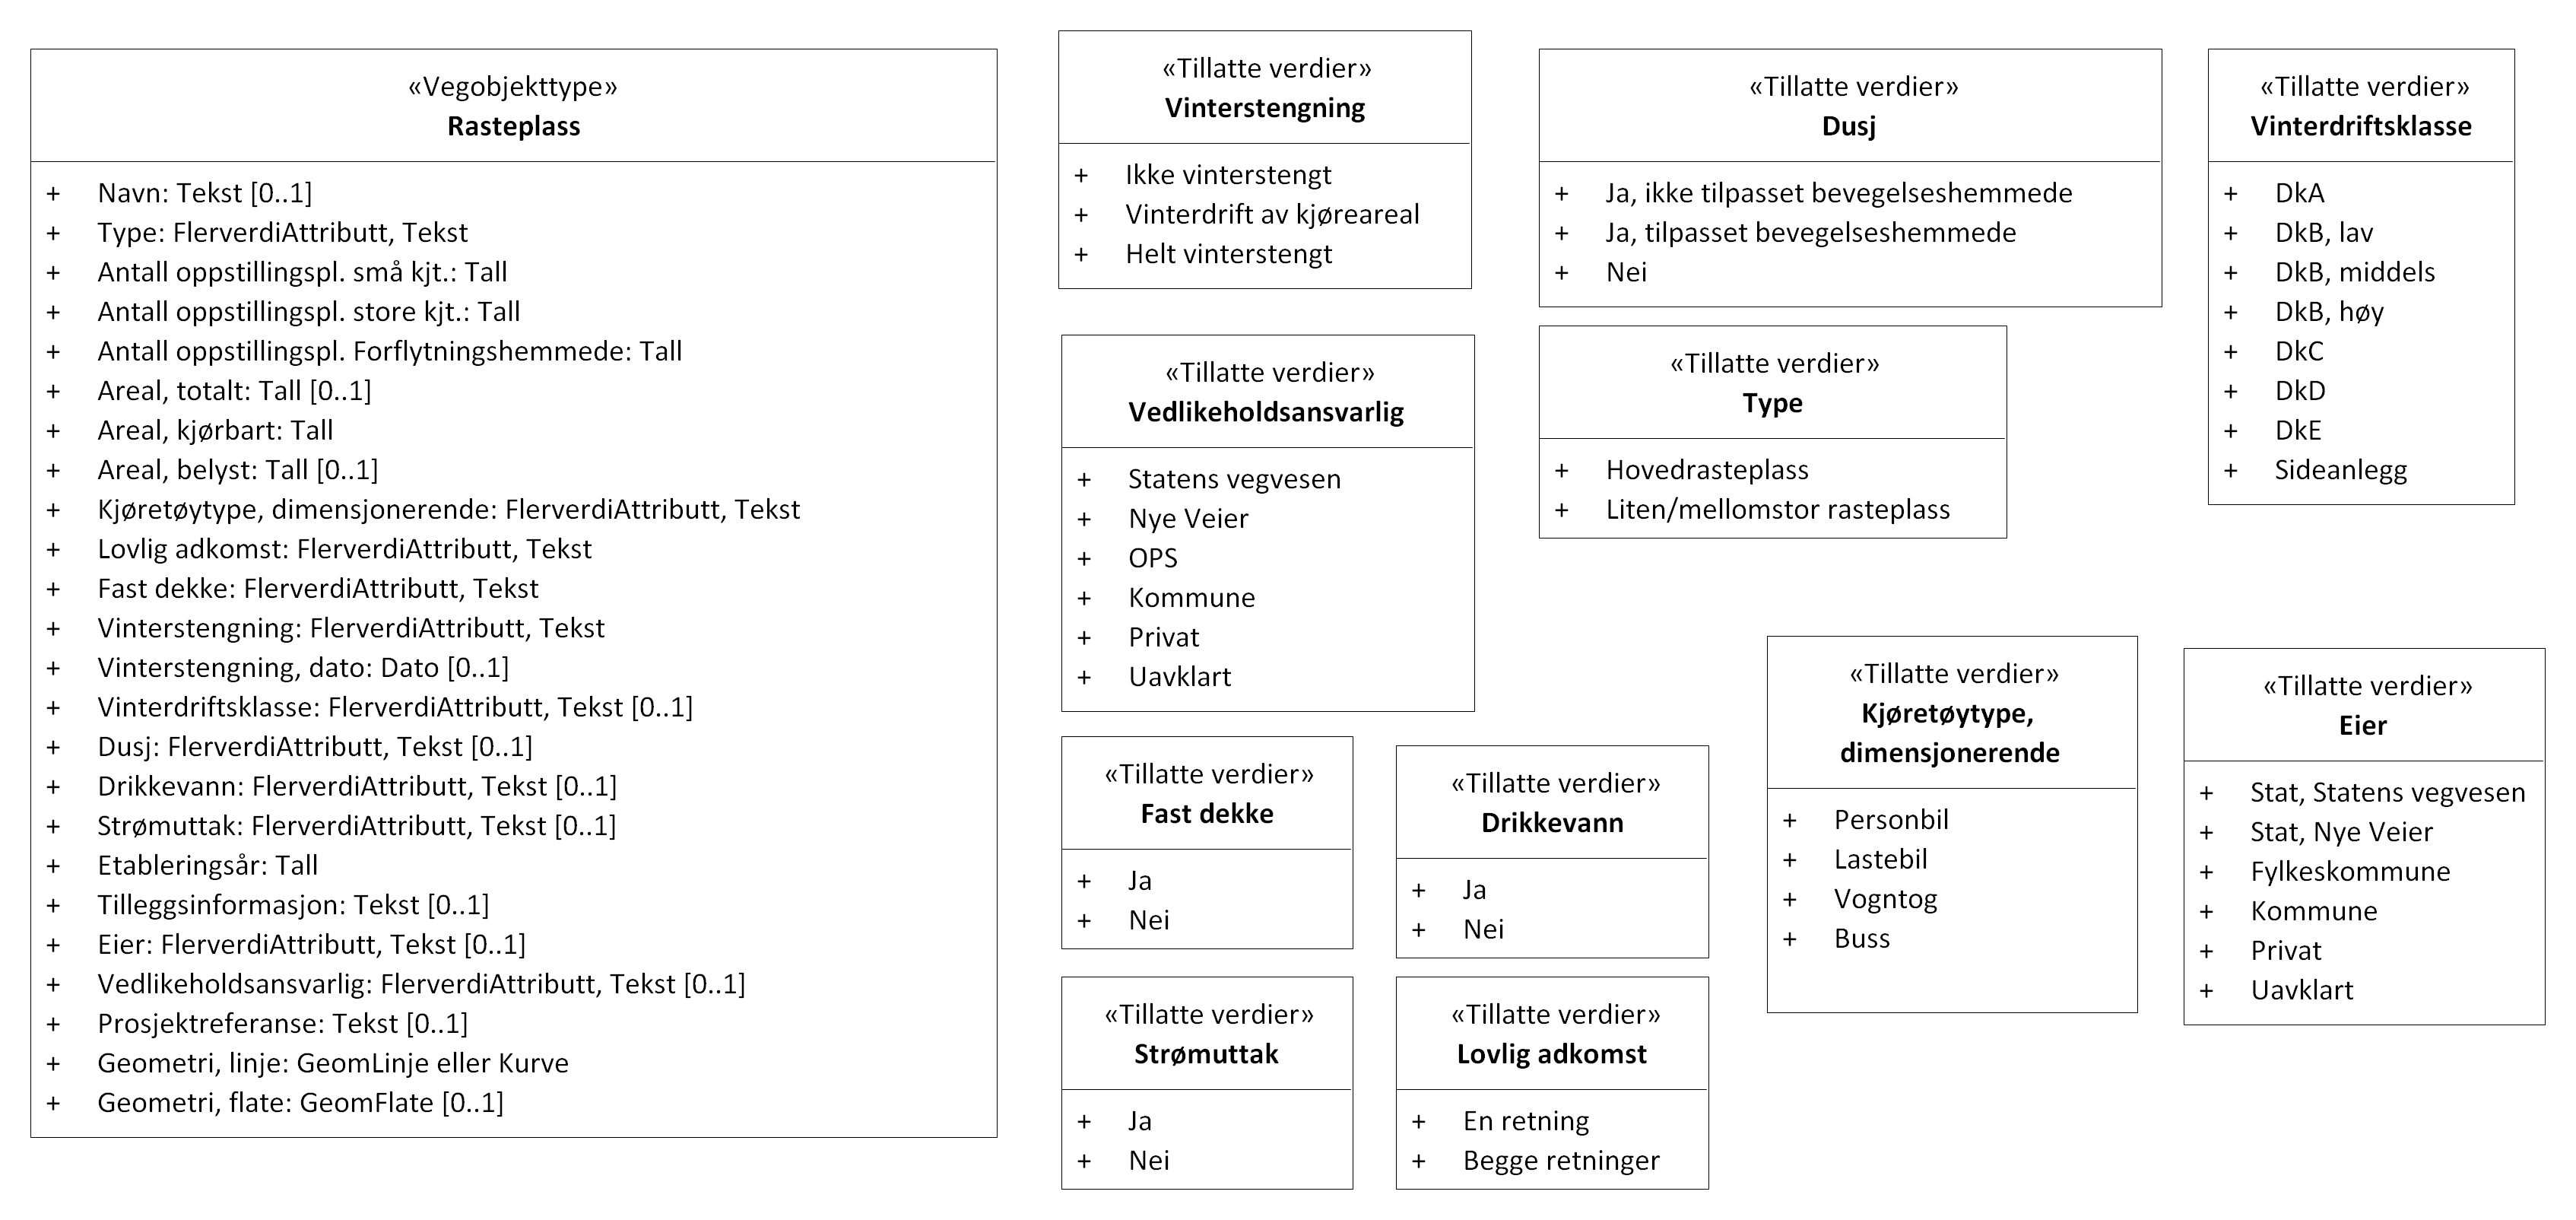 «Vegobjekttype»
Rasteplass
+ Navn: Tekst [0..1]
+ Type: FlerverdiAttributt, Tekst
+ Antall oppstillingspl. små kjt.: Tall
+ Antall oppstillingspl. store kjt.: Tall
+ Antall oppstillingspl. Forflytningshemmede: Tall
+ Areal, totalt: Tall [0..1]
+ Areal, kjørbart: Tall
+ Areal, belyst: Tall [0..1]
+ Kjøretøytype, dimensjonerende: FlerverdiAttributt, Tekst
+ Lovlig adkomst: FlerverdiAttributt, Tekst
+ Fast dekke: FlerverdiAttributt, Tekst
+ Vinterstengning: FlerverdiAttributt, Tekst
+ Vinterstengning, dato: Dato [0..1]
+ Vinterdriftsklasse: FlerverdiAttributt, Tekst [0..1]
+ Dusj: FlerverdiAttributt, Tekst [0..1]
+ Drikkevann: FlerverdiAttributt, Tekst [0..1]
+ Strømuttak: FlerverdiAttributt, Tekst [0..1]
+ Etableringsår: Tall
+ Tilleggsinformasjon: Tekst [0..1]
+ Eier: FlerverdiAttributt, Tekst [0..1]
+ Vedlikeholdsansvarlig: FlerverdiAttributt, Tekst [0..1]
+ Prosjektreferanse: Tekst [0..1]
+ Geometri, linje: GeomLinje eller Kurve
+ Geometri, flate: GeomFlate [0..1]
«Tillatte verdier»
Vinterstengning
+ Ikke vinterstengt
+ Vinterdrift av kjøreareal
+ Helt vinterstengt
«Tillatte verdier»
Dusj
+ Ja, ikke tilpasset bevegelseshemmede
+ Ja, tilpasset bevegelseshemmede
+ Nei
«Tillatte verdier»
Vinterdriftsklasse
+ DkA
+ DkB, lav
+ DkB, middels
+ DkB, høy
+ DkC
+ DkD
+ DkE
+ Sideanlegg
«Tillatte verdier»
Vedlikeholdsansvarlig
+ Statens vegvesen
+ Nye Veier
+ OPS
+ Kommune
+ Privat
+ Uavklart
«Tillatte verdier»
Type
+ Hovedrasteplass
+ Liten/mellomstor rasteplass
«Tillatte verdier»
Fast dekke
+ Ja
+ Nei
«Tillatte verdier»
Drikkevann
+ Ja
+ Nei
«Tillatte verdier»
Kjøretøytype,
dimensjonerende
+ Personbil
+ Lastebil
+ Vogntog
+ Buss
«Tillatte verdier»
Eier
+ Stat, Statens vegvesen
+ Stat, Nye Veier
+ Fylkeskommune
+ Kommune
+ Privat
+ Uavklart
«Tillatte verdier»
Strømuttak
+ Ja
+ Nei
«Tillatte verdier»
Lovlig adkomst
+ En retning
+ Begge retninger